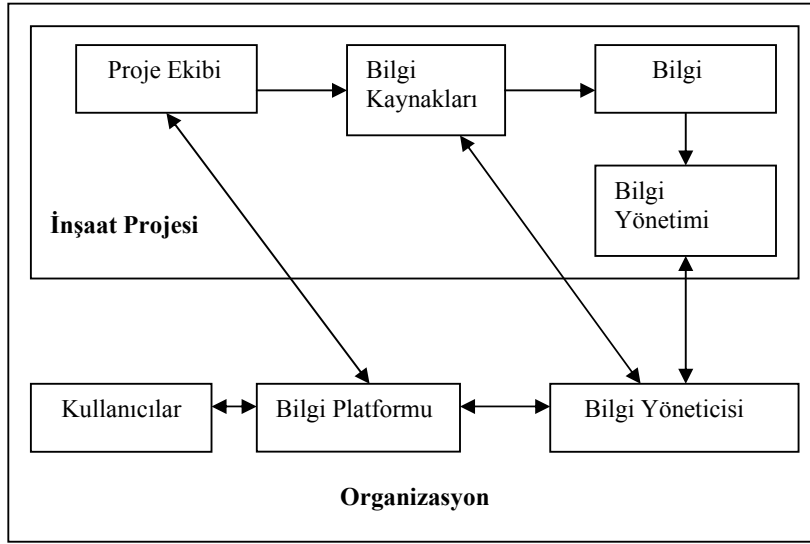 Proje Ekibi
Bilgi
Kaynakları
Bilgi
Bilgi
Yönetimi
İnşaat Projesi
Kullanıcılar
Bilgi Platformu
Bilgi Yöneticisi
Organizasyon